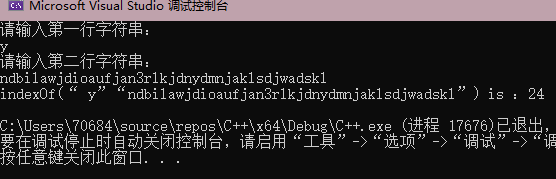 Microsoft Visual Studio 调试控制台
请输入第一行字符串：
y
请输入第二行字符串：
ndbilawjdioaufjan3rlkjdnydmnjaklsdjwadskl
indexOf(“ y”“ndbilawjdioaufjan3rlkjdnydmnjaklsdjwadskl”) is ：24
C:\Users\70684\source\repos\C++\x64\Debug\C++.exe (进程 17676)已退出，
要在调试停止时自动关闭控制台，请启用“工具”->“选项”->“调试”->“调
按任意键关闭此窗口. . .